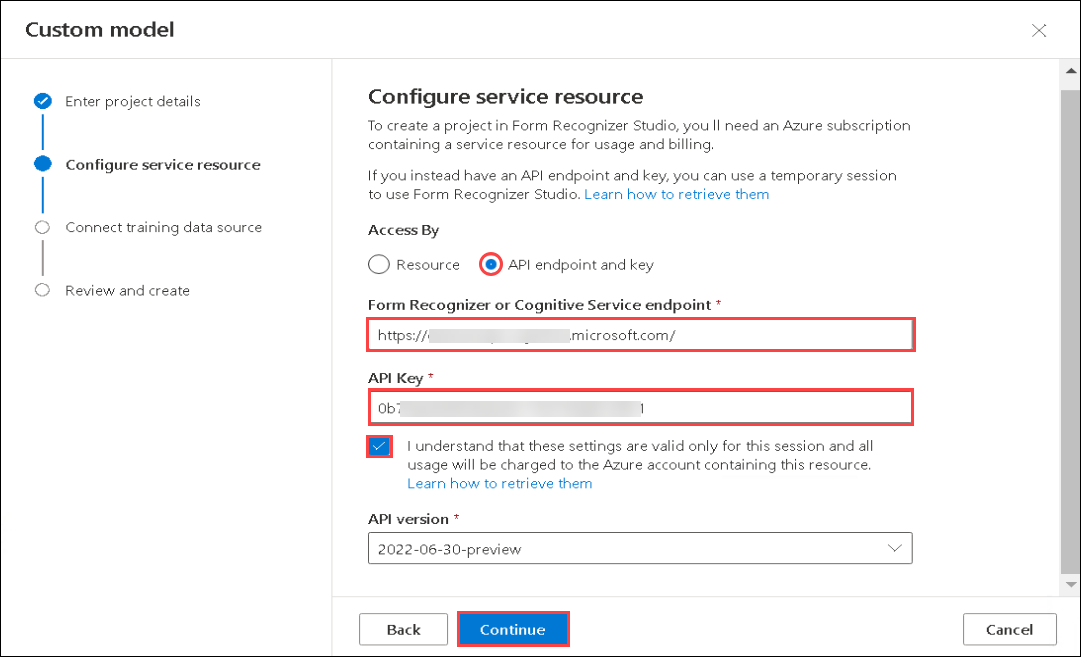 Custom model
Enter project details
Configure service resource
Connect training data source
Review and create
Configure service resource
To create a project in Form Recognizer Studio, you ll need an Azure subscription
containing a service resource for usage and billing.
If you instead have an API endpoint and key, you can use a temporary session
to use Form Recognizer Studio. Learn how to retrieve them
Access By
Resource API endpoint and key
Form Recognizer or Cognitive Service endpoint *
https:// .microsoft.com/
API Key *
0b7
I understand that these settings are valid only for this session and all
usage will be charged to the Azure account containing this resource.
Learn how to retrieve them
API version *
2022-06-30-preview
Back Continue Cancel